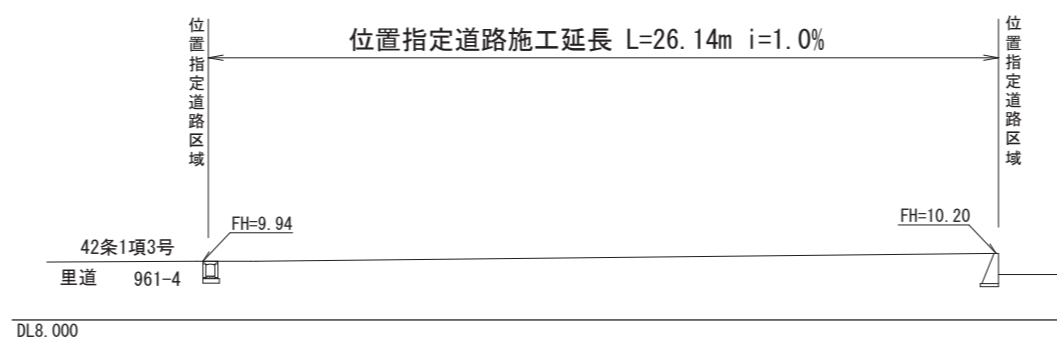 位置指定道路区域
位置指定道路施工延長 L=26.14m i=1.0%
位置指定道路区域
FH=9.94
FH=10.20
42条1項3号
里道 961-4
DL8.000